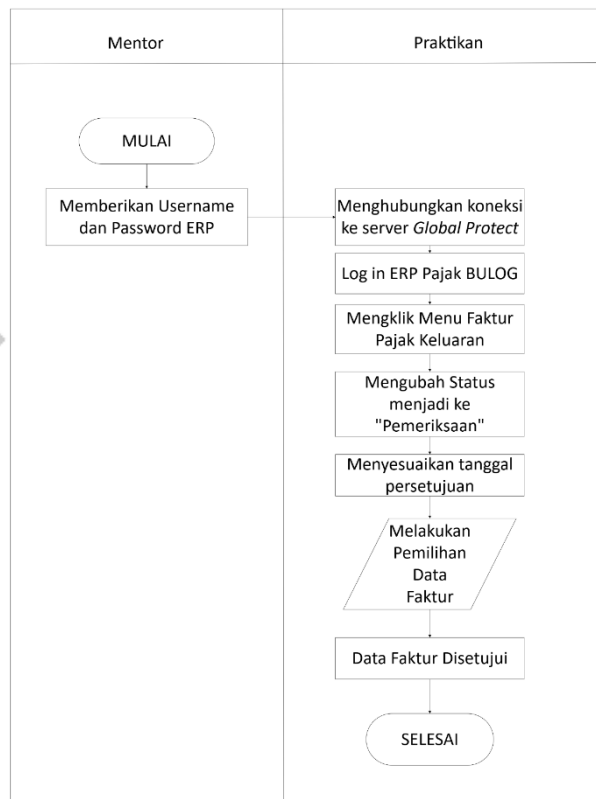 Mentor
Praktikan
MULAI
Memberikan Username
dan Password ERP
Menghubungkan koneksi
ke server Global Protect
Log in ERP Pajak BULOG
Mengklik Menu Faktur
Pajak Keluaran
Mengubah Status
menjadi ke
"Pemeriksaan"
Menyesuaikan tanggal
persetujuan
Melakukan
Pemilihan
Data
Faktur
Data Faktur Disetujui
SELESAI